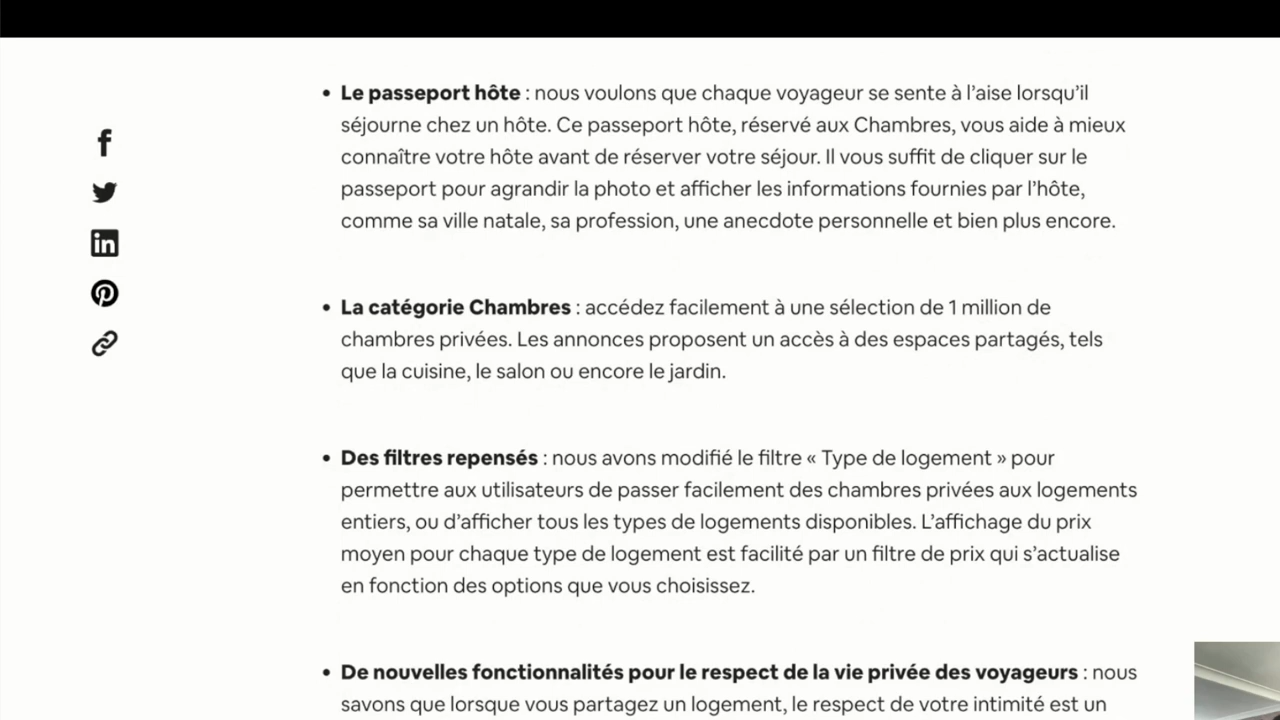 • Le passeport hôte : nous voulons que chaque voyageur se sente à l’aise lorsqu’il
séjourne chez un hôte. Ce passeport hôte, réservé aux Chambres, vous aide à mieux
connaître votre hôte avant de réserver votre séjour. Il vous suffit de cliquer sur le
passeport pour agrandir la photo et afficher les informations fournies par l’hôte,
comme sa ville natale, sa profession, une anecdote personnelle et bien plus encore.
• La catégorie Chambres : accédez facilement à une sélection de 1 million de
chambres privées. Les annonces proposent un accès à des espaces partagés, tels
que la cuisine, le salon ou encore le jardin.
• Des filtres repensés : nous avons modifié le filtre « Type de logement » pour
permettre aux utilisateurs de passer facilement des chambres privées aux logements
entiers, ou d’afficher tous les types de logements disponibles. L’affichage du prix
moyen pour chaque type de logement est facilité par un filtre de prix qui s’actualise
en fonction des options que vous choisissez.
• De nouvelles fonctionnalités pour le respect de la vie privée des voyageurs : nous
savons que lorsque vous partagez un logement, le respect de votre intimité est un